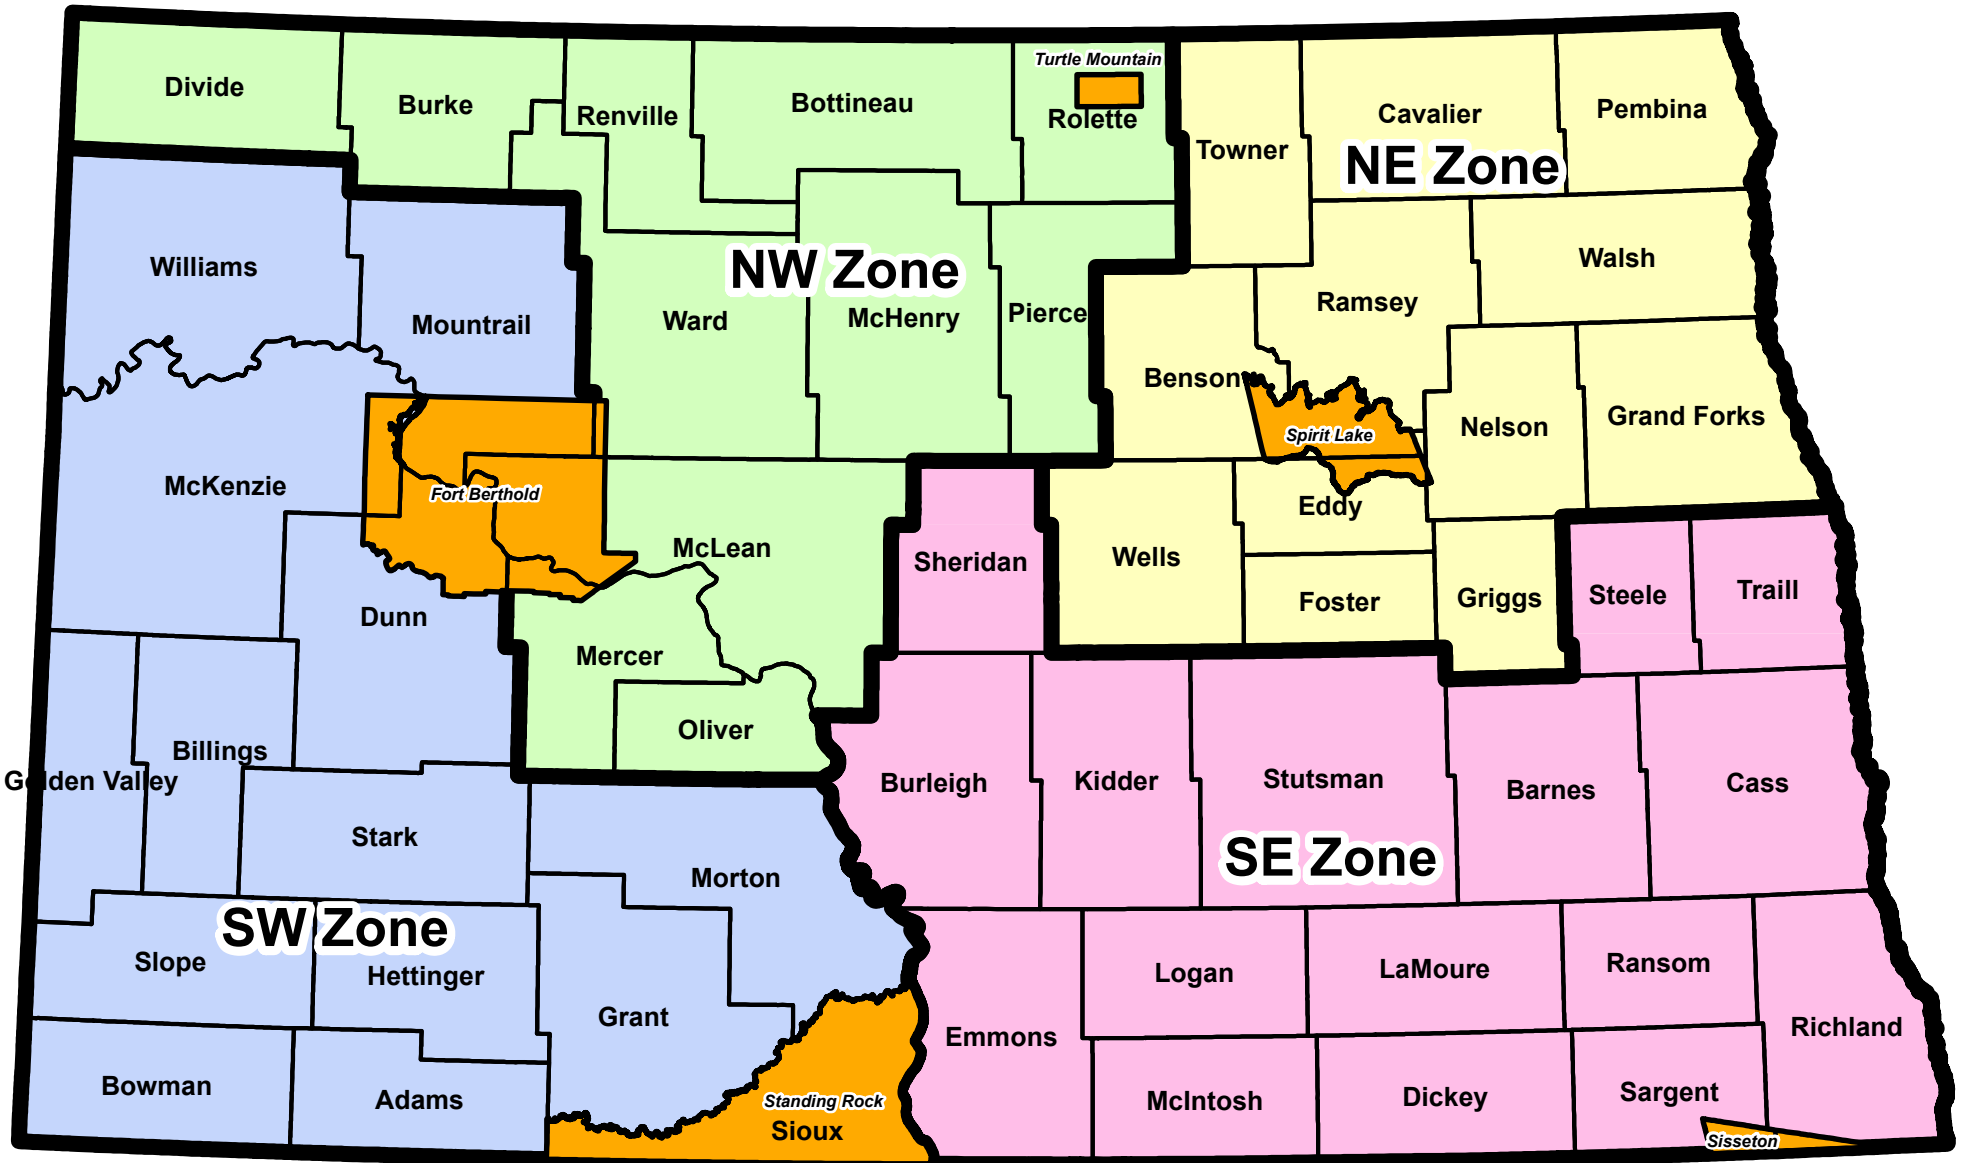 Turtle Mountain
Divide
Burke
Renville
Bottineau
Rolette
Towner
Cavalier
Pembina
NE Zone
Williams
Mountrail
NW Zone
Ward
McHenry
Pierce
Ramsey
Walsh
Benson
Spirit Lake
Nelson
Grand Forks
McKenzie
Fort Berthold
McLean
Sheridan
Wells
Eddy
Foster
Griggs
Steele
Traill
Dunn
Mercer
Oliver
Golden Valley
Billings
Burleigh
Kidder
Stutsman
Barnes
Cass
Stark
Morton
SE Zone
SW Zone
Slope
Hettinger
Grant
Emmons
Logan
LaMoure
Ransom
Richland
Bowman
Adams
Standing Rock
Sioux
McIntosh
Dickey
Sargent
Sisseton